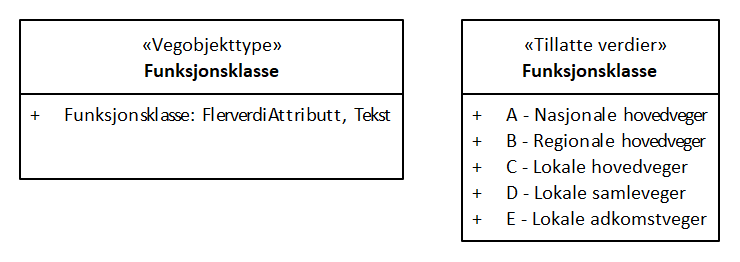 «Vegobjekttype»
Funksjonsklasse
+ Funksjonsklasse: FlerverdiAttributt, Tekst
«Tillatte verdier»
Funksjonsklasse
+ A - Nasjonale hovedveger
+ B - Regionale hovedveger
+ C - Lokale hovedveger
+ D - Lokale samleveger
+ E - Lokale adkomstveger